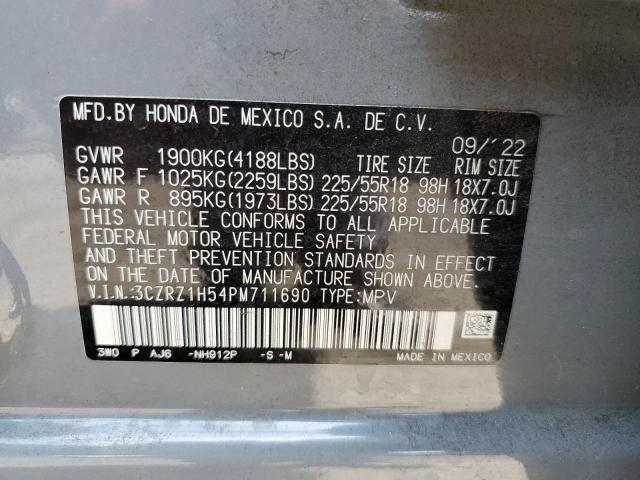 MFD.BY HONDA DE MEXICO S.A. DE C.V.
09/'22
GVWR 1900KG(4188LBS) TIRE SIZE RIM SIZE
GAWR F 1025KG(2259LBS) 225/55R18 98H 18X7.0J
GAWR R 895KG(1973LBS) 225/55R18 98H 18X7.0J
THIS VEHICLE CONFORMS TO ALL APPLICABLE
FEDERAL MOTOR VEHICLE SAFETY
AND THEFT PREVENTION STANDARDS IN EFFECT
ON THE DATE OF MANUFACTURE SHOWN ABOVE.
V.I.N.:3CZRZ1H54PM711690 TYPE:MPV
3W0 P AJ6 -NH912P -S-M MADE IN MEXICO